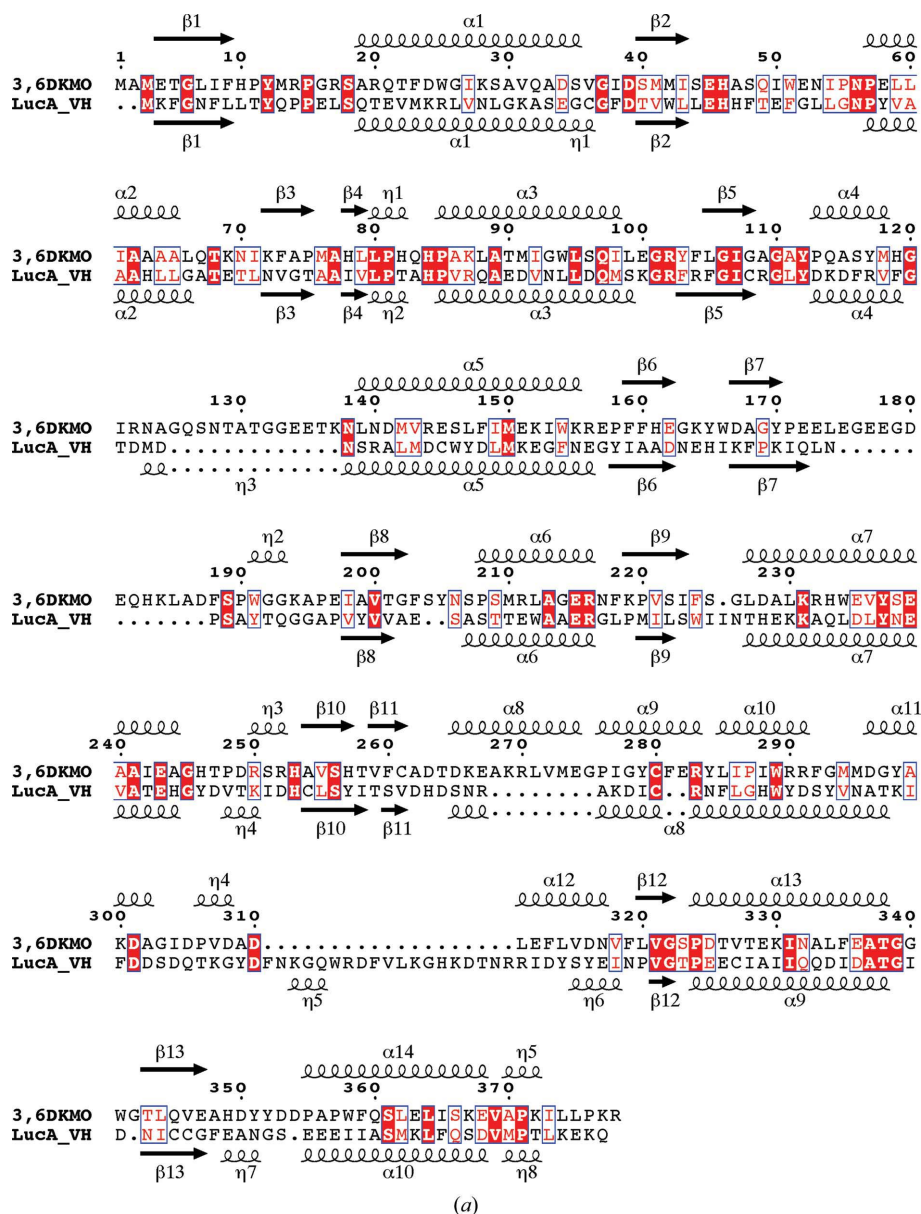 β1 α1 β2
1 10 20 30 40 50 60
3,6DKMO MAMETGLIFHPYMRPGRSARQTFDWGIKSAVQADSVGIDSMMISEHASQIWENIPNPELL
LucA_VH ..MKFGNFLLTYQPPELSQTEVMKRLVNLGKASEGCGFDTVWLLEHHFTEFGLLGNPYVA
β1 α1 η1 β2
α2 β3 β4 η1 α3 β5 α4
70 80 90 100 110 120
3,6DKMO IAAAALQTKNIKFAPMAHLLPHQHPAKLATMIGWLSQILEGRYFLGIGAGAYPQASYMHG
LucA_VH AAHLLGATETLNVGTAAIVLPTAHPVRQAEDVNLLDQMSKGRFRFGICRGLYDKDFRVFG
α2 β3 β4 η2 α3 β5 α4
α5 β6 β7
130 140 150 160 170 180
3,6DKMO IRNAGQSNTATGGEETKNLNDMVRESLFIMEKIWKREPFFHEGKYWDAGYPEELEGEEGD
LucA_VH TDMD.............NSRALMDCWYDLMKEGFNEGYIAADNEHIKFPKIQLN......
η3 α5 β6 β7
η2 β8 α6 β9 α7
190 200 210 220 230
3,6DKMO EQHKLADFSPWGGKAPEIAVTGFSYNSPSMRLAGERNFKPVSIFS.GLDALKRHWEVYSE
LucA_VH ........PSAYTQGGAPVYVVAE..SASTTEWAAERGLPMILSWIINTHEKKAQLDLYNE
β8 α6 β9 α7
η3 β10 β11 α8 α9 α10 α11
240 250 260 270 280 290
3,6DKMO AAIEAGHTPDRSRHAVSHTVFCADTDKEAKRLVMEGPIGYCFERYLIPIWRRFGMMDGYA
LucA_VH VATEHGYDVTKIDHCLSYITSVDHDSNR........AKDIC..RNFLGHWYDSYVNATKI
η4 β10 β11 α8
η4 α12 β12 α13
300 310 320 330 340
3,6DKMO KDAGIDPVDAD...................LEFLVDNVFLVGSPDTVTEKINALFEATGG
LucA_VH FDDSDQTKGYDFNKGQWRDFVLKGHKDTNRRIDYSYEINPVGTPEECIAIIQQDIDATGI
η5 η6 β12 α9
β13 α14 η5
350 360 370
3,6DKMO WGTLQVEAHDYYDDPAPWFQSLELISKEVAPKILLPKR
LucA_VH D.NICCGFEANGS.EEEIIASMKLFQSDVMPTLKEKQ
β13 η7 α10 η8
(a)